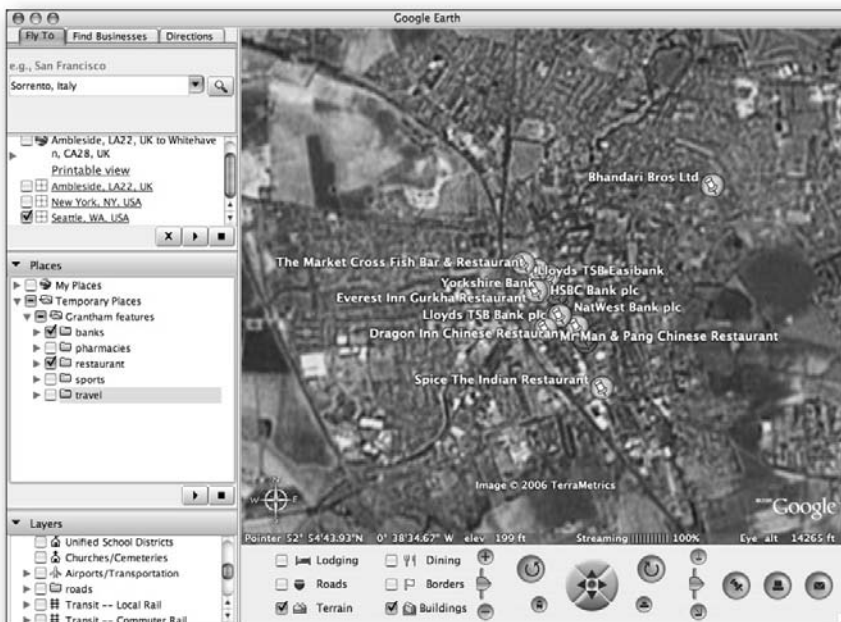 Google Earth
Fly To
Find Businesses
Directions
e.g., San Francisco
Sorrento, Italy
Ambleside, LA22, UK to Whitehave
n, CA28, UK
Printable view
Ambleside, LA22, UK
New York, NY, USA
Seattle, WA, USA
Places
My Places
Temporary Places
Grantham features
banks
pharmacies
restaurant
sports
travel
Layers
Unified School Districts
Churches/Cemeteries
Airports/Transportation
roads
Transit -- Local Rail
Transit -- Commuter Rail
Bhandari Bros Ltd
The Market Cross Fish Bar & Restaurant
Lloyds TSB Easibank
Yorkshire Bank
HSBC Bank plc
Everest Inn Gurkha Restaurant
NatWest Bank plc
Lloyds TSB Bank plc
Dragon Inn Chinese Restaurant
Mr Man & Pang Chinese Restaurant
Spice The Indian Restaurant
N
W
E
S
Image © 2006 TerraMetrics
Google
Pointer 52° 54'43.93"N 0° 38'34.67" W elev 199 ft
Streaming |||||||||| 100%
Eye alt 14265 ft
Lodging
Dining
Roads
Borders
Terrain
Buildings